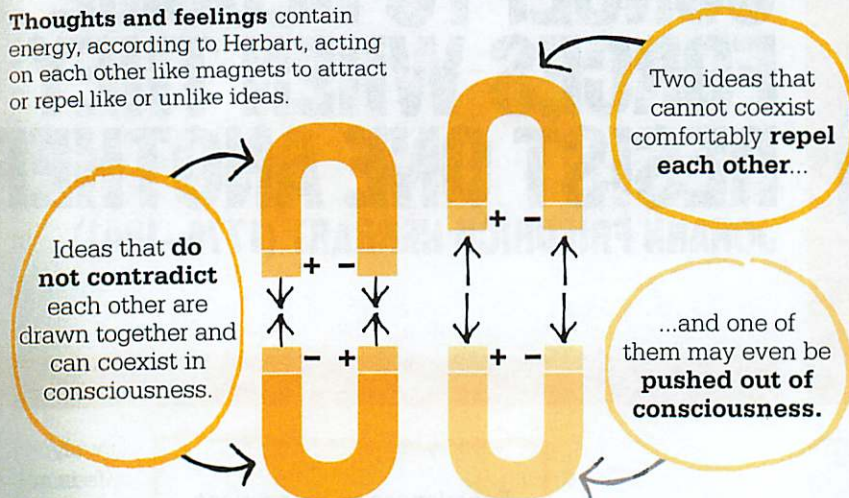 Thoughts and feelings contain
energy, according to Herbart, acting
on each other like magnets to attract
or repel like or unlike ideas.
Two ideas that
cannot coexist
comfortably repel
each other...
Ideas that do
not contradict
each other are
drawn together and
can coexist in
consciousness.
+ -
- +
+ -
+ -
...and one of
them may even be
pushed out of
consciousness.